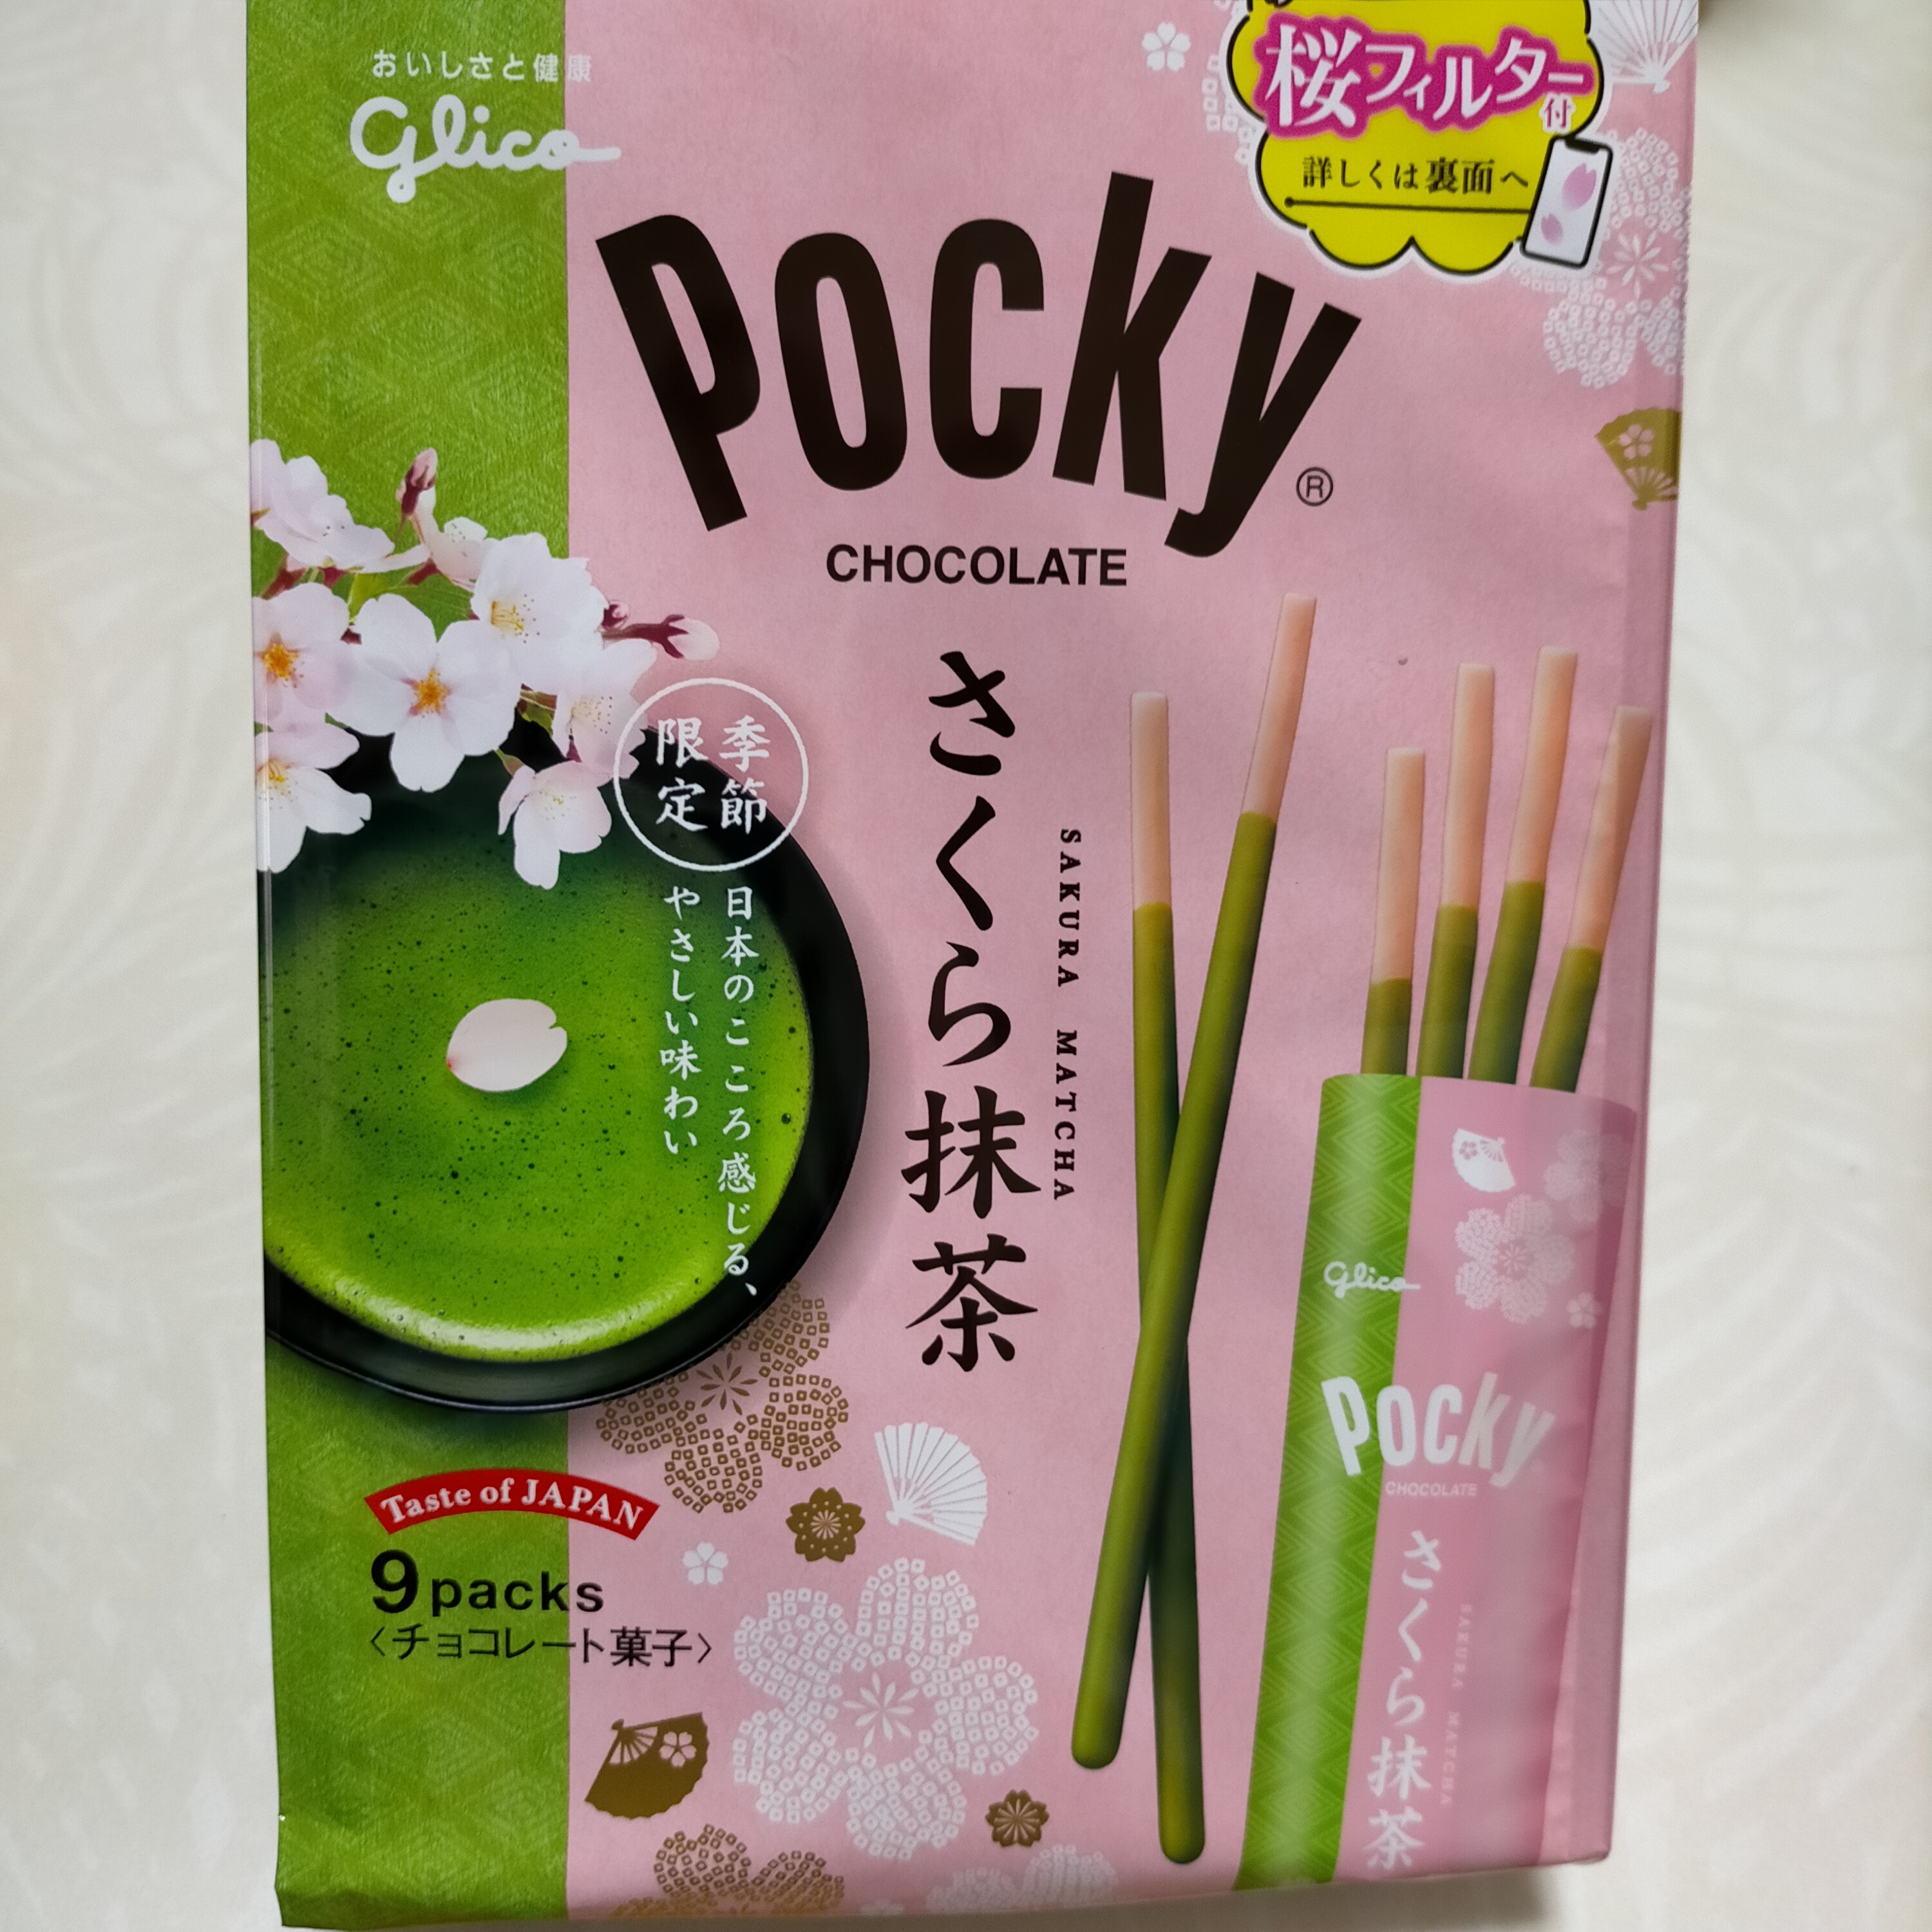 おいしさと健康
glico
桜フィルター付
詳しくは裏面へ
Pocky®
CHOCOLATE
さくら抹茶
SAKURA MATCHA
季節
限定
日本のこころ感じる、
やさしい味わい
Taste of JAPAN
9packs
〈チョコレート菓子〉
glico
Pocky
CHOCOLATE
さくら抹茶
SAKURA MATCHA